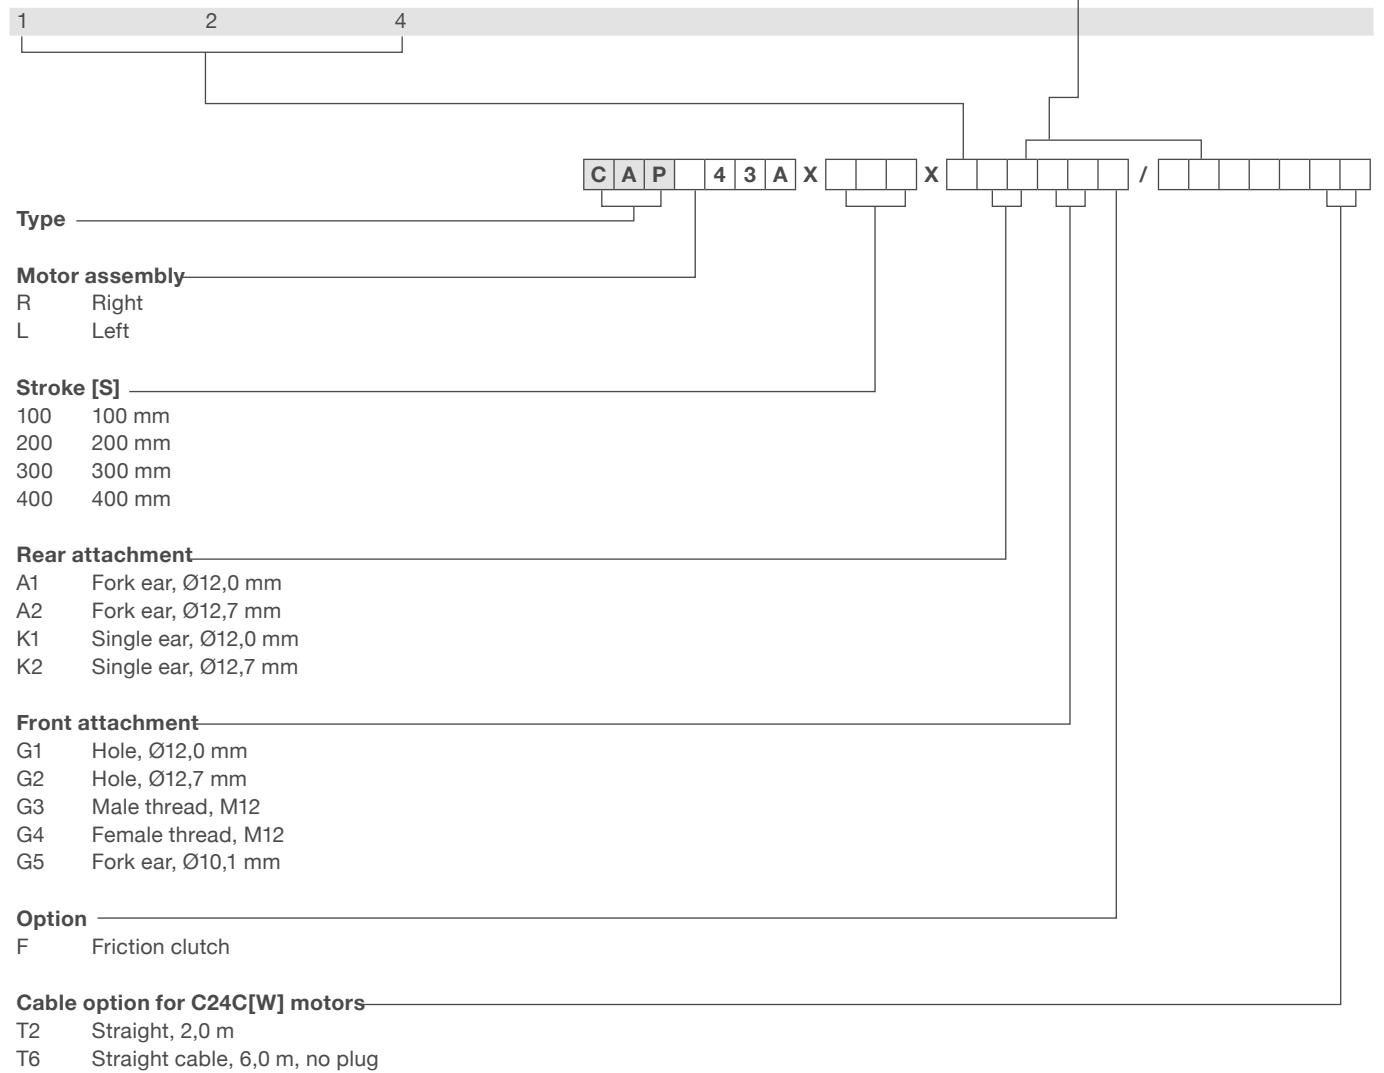 1 2 4
C A P 4 3 A X X /
Type
Motor assembly
R Right
L Left
Stroke [S]
100 100 mm
200 200 mm
300 300 mm
400 400 mm
Rear attachment
A1 Fork ear, Ø12,0 mm
A2 Fork ear, Ø12,7 mm
K1 Single ear, Ø12,0 mm
K2 Single ear, Ø12,7 mm
Front attachment
G1 Hole, Ø12,0 mm
G2 Hole, Ø12,7 mm
G3 Male thread, M12
G4 Female thread, M12
G5 Fork ear, Ø10,1 mm
Option
F Friction clutch
Cable option for C24C[W] motors
T2 Straight, 2,0 m
T6 Straight cable, 6,0 m, no plug